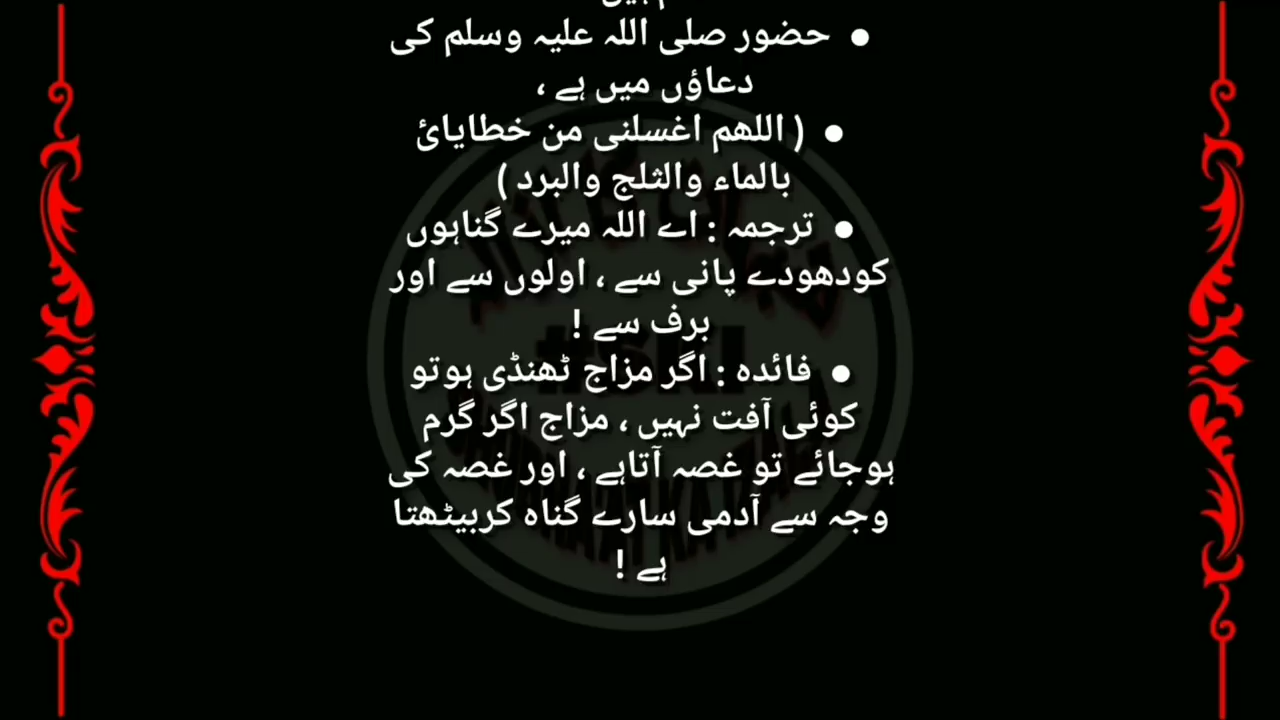 • حضور صلی اللہ علیہ وسلم کی
دعاؤں میں ہے ،
• ( اللھم اغسلنی من خطایائ
بالماء والثلج والبرد )
• ترجمہ : اے اللہ میرے گناہوں
کودھودے پانی سے ، اولوں سے اور
برف سے !
• فائدہ : اگر مزاج ٹھنڈی ہوتو
کوئی آفت نہیں ، مزاج اگر گرم
ہوجائے تو غصہ آتاہے ، اور غصہ کی
وجہ سے آدمی سارے گناہ کربیٹھتا
ہے !